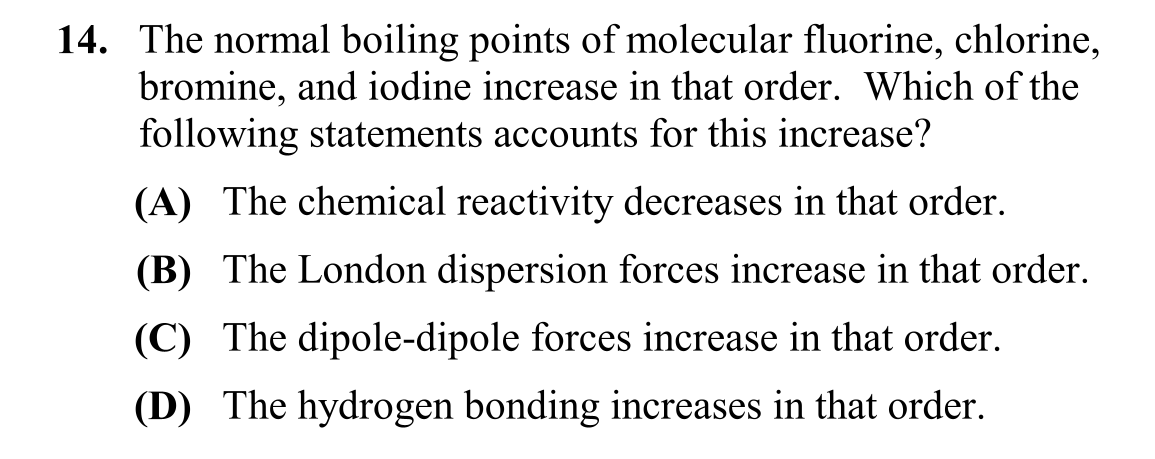 14. The normal boiling points of molecular fluorine, chlorine,
bromine, and iodine increase in that order. Which of the
following statements accounts for this increase?
(A) The chemical reactivity decreases in that order.
(B) The London dispersion forces increase in that order.
(C) The dipole-dipole forces increase in that order.
(D) The hydrogen bonding increases in that order.